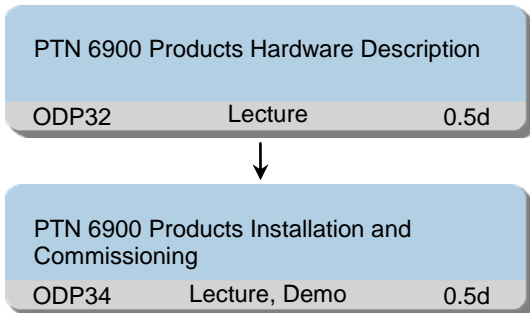 PTN 6900 Products Hardware Description
ODP32 Lecture 0.5d
PTN 6900 Products Installation and
Commissioning
ODP34 Lecture, Demo 0.5d